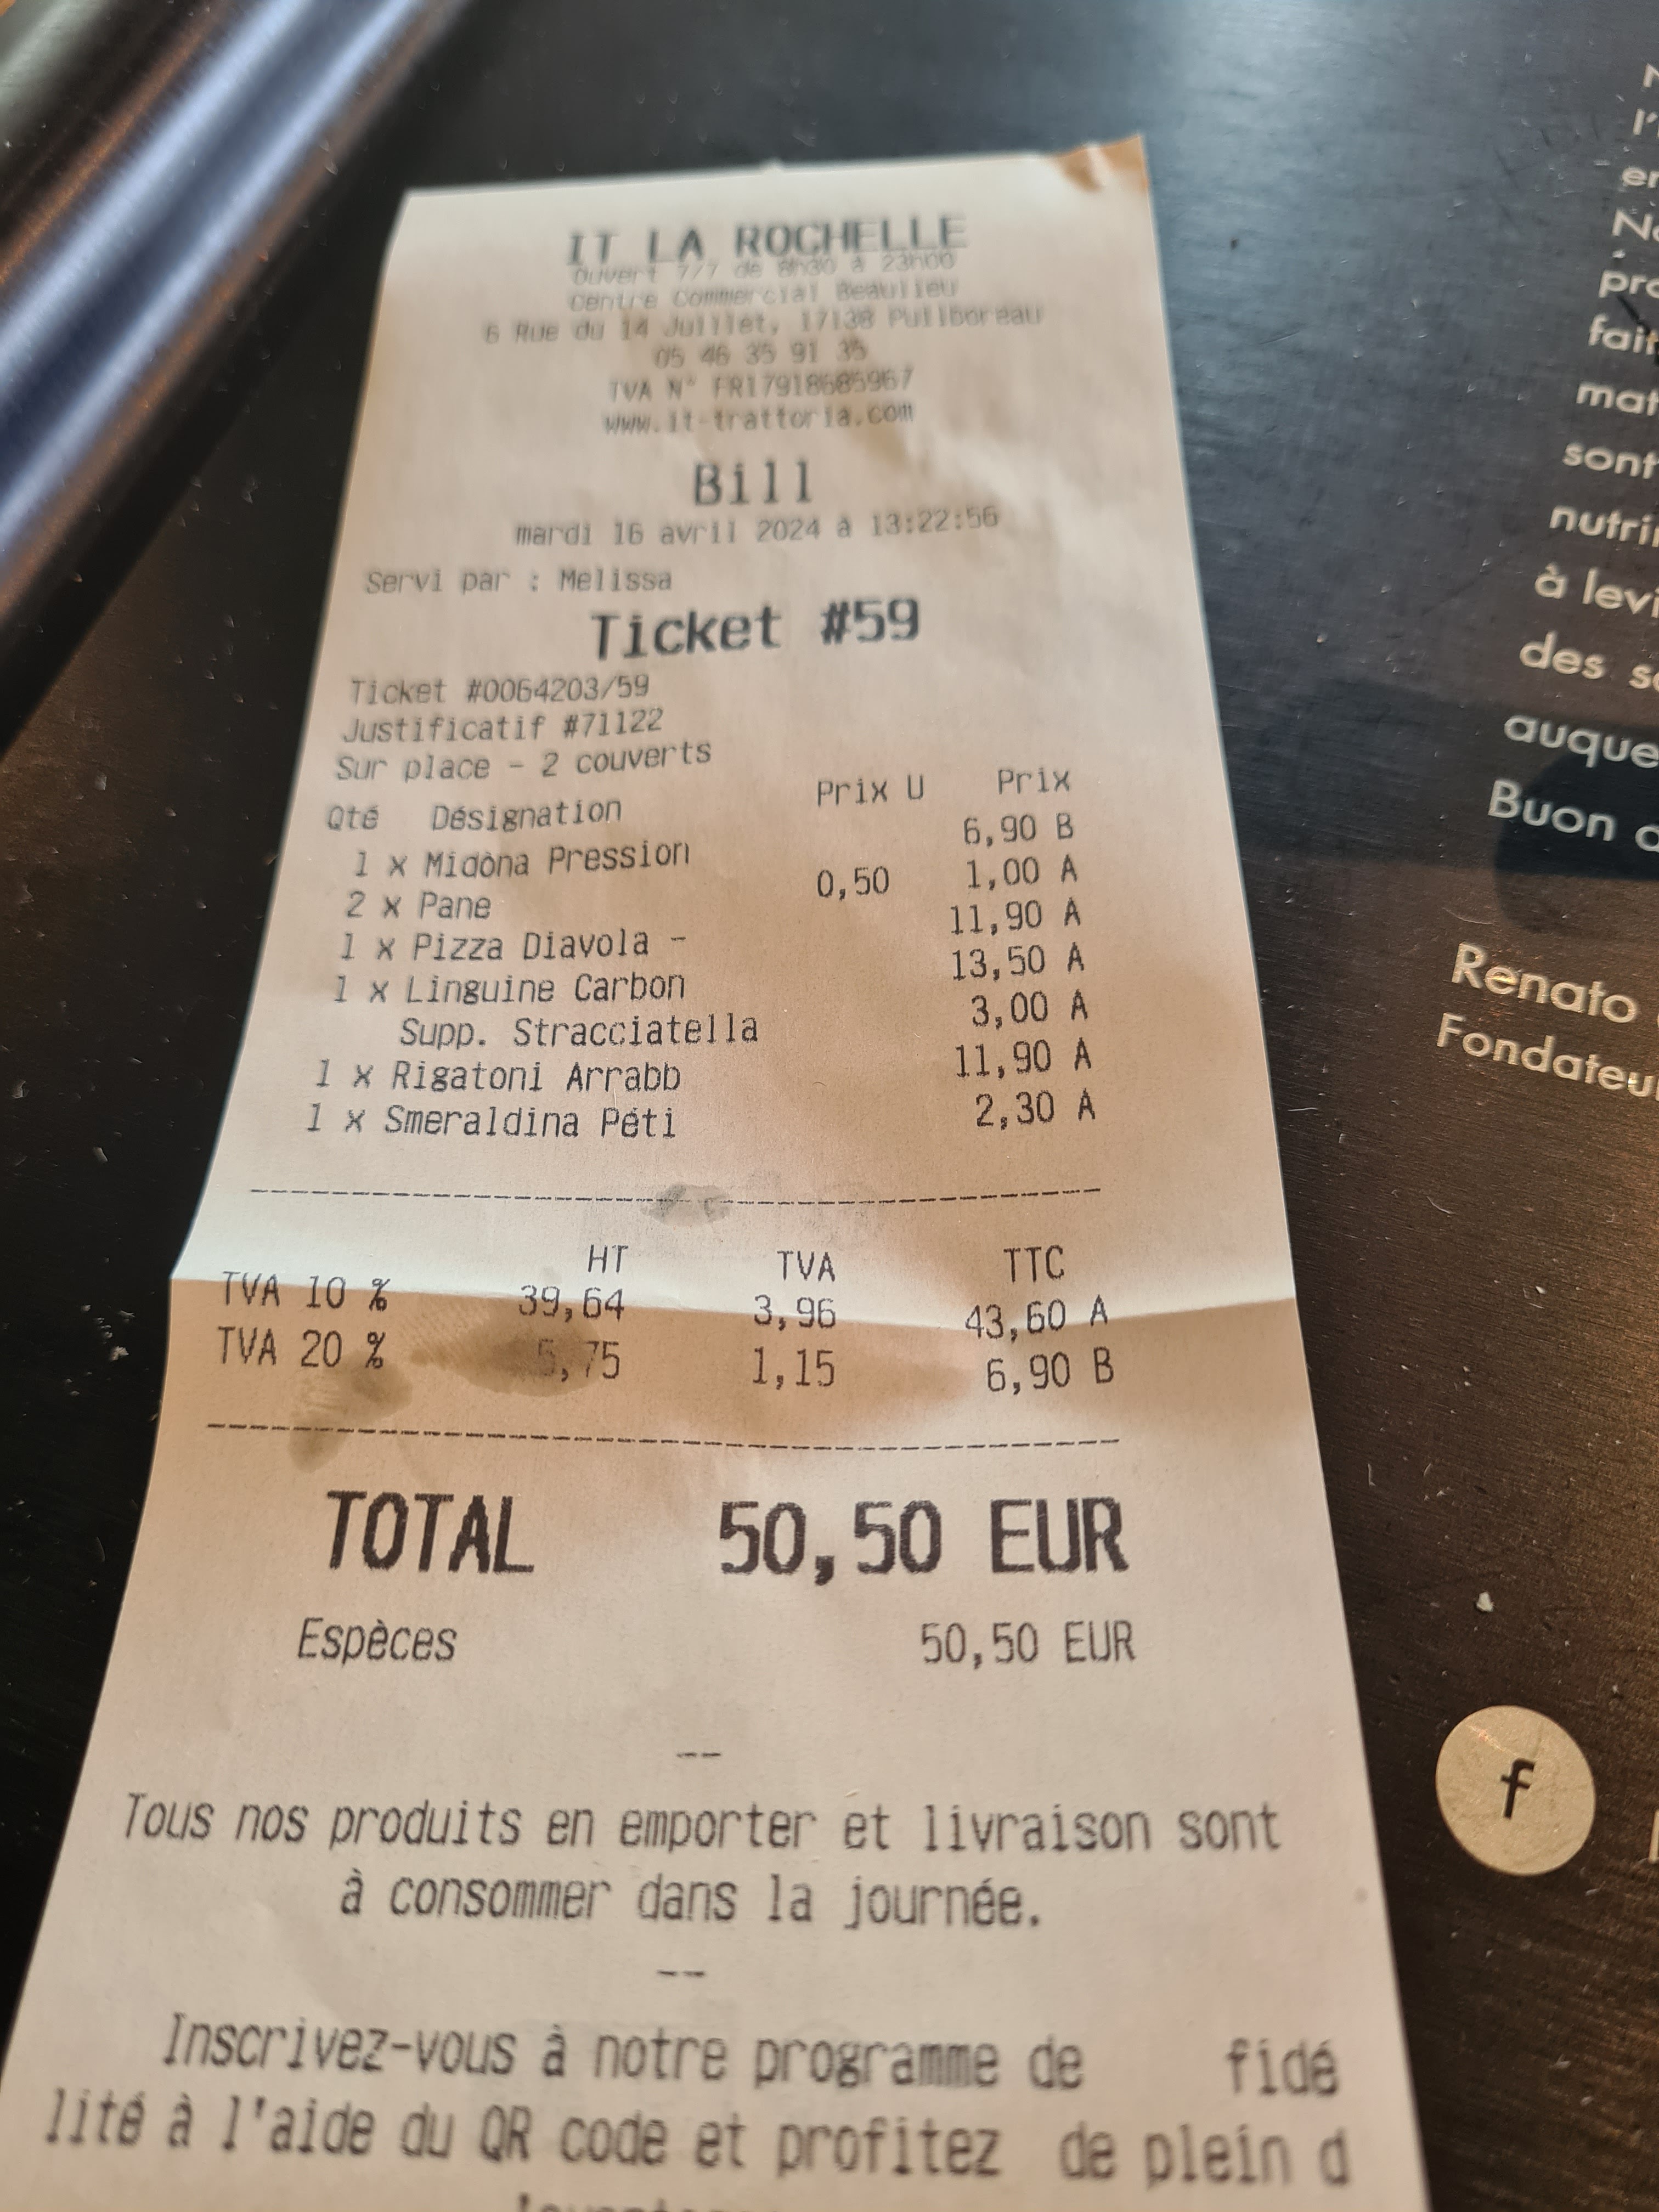 IT LA ROCHELLE
Ouvert 7/7 de 8h30 à 23h00
Centre Commercial Beaulieu
6 Rue du 14 Juillet, 17138 Puilboreau
05 46 35 91 35
TVA N° FR17918685967
www.it-trattoria.com
Bill
mardi 16 avril 2024 à 13:22:56
Servi par : Melissa
Ticket #59
Ticket #0064203/59
Justificatif #71122
Sur place - 2 couverts
Qté Désignation Prix U Prix
1 x Midòna Pression 6,90 B
2 x Pane 0,50 1,00 A
1 x Pizza Diavola - 11,90 A
1 x Linguine Carbon 13,50 A
Supp. Stracciatella 3,00 A
1 x Rigatoni Arrabb 11,90 A
1 x Smeraldina Péti 2,30 A
HT TVA TTC
TVA 10 % 39,64 3,96 43,60 A
TVA 20 % 5,75 1,15 6,90 B
TOTAL 50,50 EUR
Espèces 50,50 EUR
--
Tous nos produits en emporter et livraison sont
à consommer dans la journée.
--
Inscrivez-vous à notre programme de fidé
lité à l'aide du QR code et profitez de plein d
l'
en
pro
fait
mat
sont
nutri
à levi
des s
auque
Buon
Renato
Fondateu
f